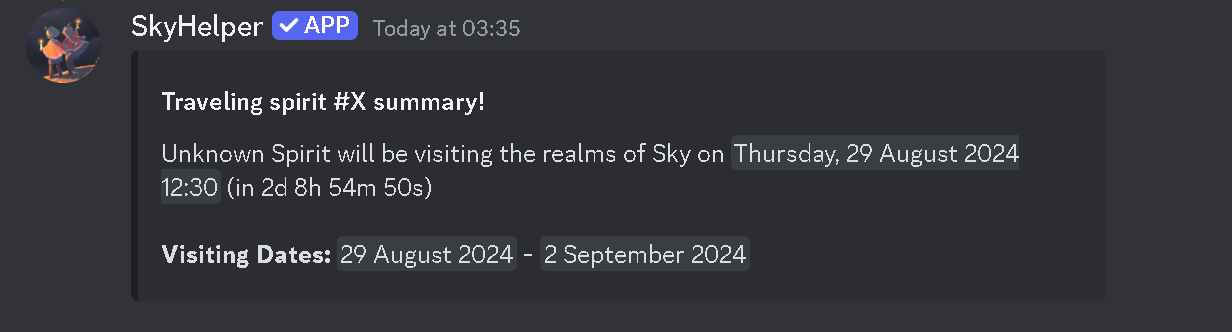 SkyHelper ✓ APP Today at 03:35
Traveling spirit #X summary!
Unknown Spirit will be visiting the realms of Sky on Thursday, 29 August 2024
12:30 (in 2d 8h 54m 50s)
Visiting Dates: 29 August 2024 - 2 September 2024